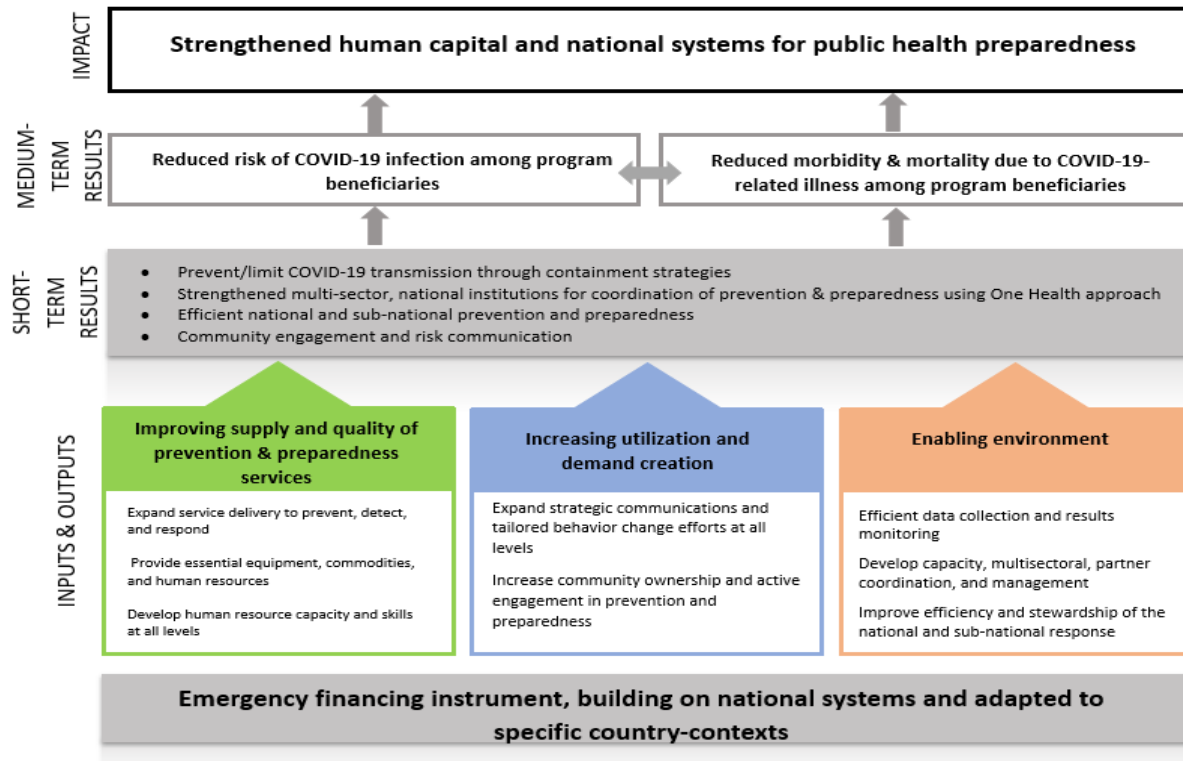 IMPACT
Strengthened human capital and national systems for public health preparedness
MEDIUM-
TERM
RESULTS
Reduced risk of COVID-19 infection among program
beneficiaries
Reduced morbidity & mortality due to COVID-19-
related illness among program beneficiaries
SHORT-
TERM
RESULTS
• Prevent/limit COVID-19 transmission through containment strategies
• Strengthened multi-sector, national institutions for coordination of prevention & preparedness using One Health approach
• Efficient national and sub-national prevention and preparedness
• Community engagement and risk communication
INPUTS & OUTPUTS
Improving supply and quality of
prevention & preparedness
services
Expand service delivery to prevent, detect,
and respond
Provide essential equipment, commodities,
and human resources
Develop human resource capacity and skills
at all levels
Increasing utilization and
demand creation
Expand strategic communications and
tailored behavior change efforts at all
levels
Increase community ownership and active
engagement in prevention and
preparedness
Enabling environment
Efficient data collection and results
monitoring
Develop capacity, multisectoral, partner
coordination, and management
Improve efficiency and stewardship of the
national and sub-national response
Emergency financing instrument, building on national systems and adapted to
specific country-contexts